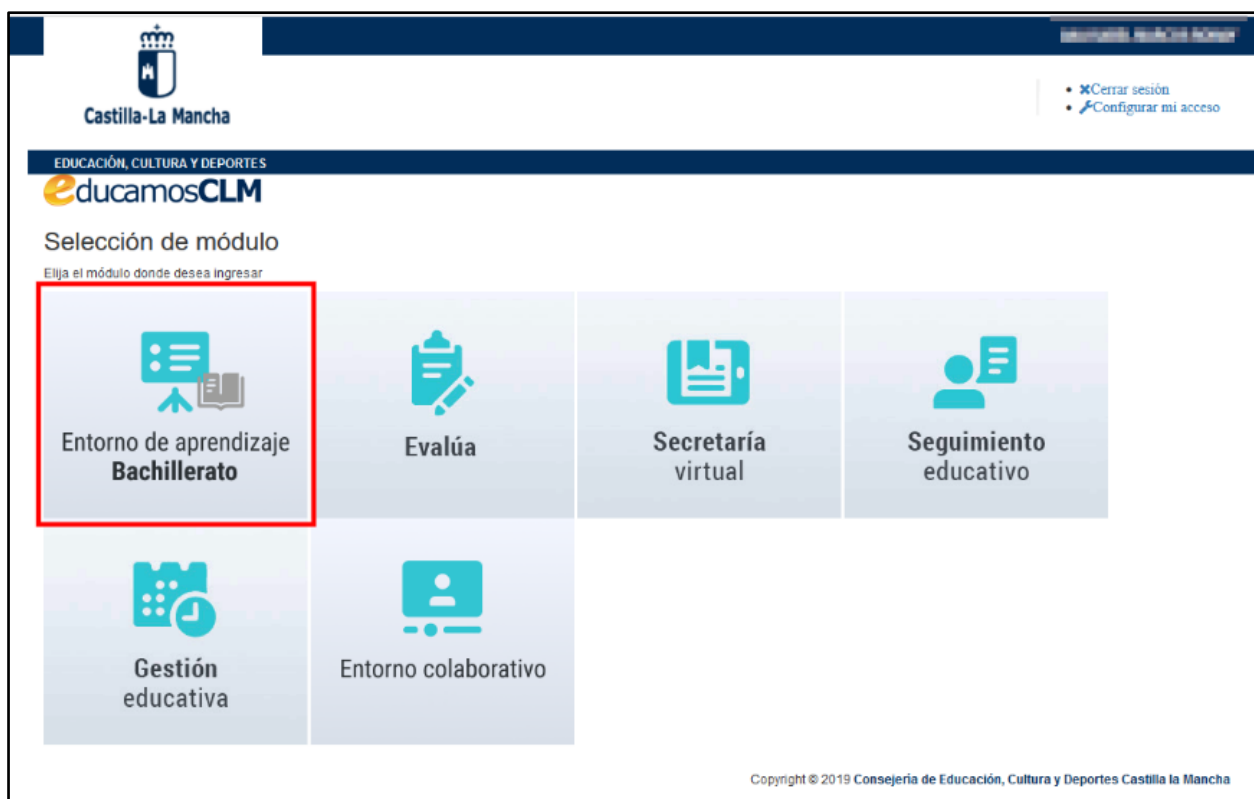 Castilla-La Mancha
Cerrar sesión
Configurar mi acceso
EDUCACIÓN, CULTURA Y DEPORTES
educamosCLM
Selección de módulo
Elija el módulo donde desea ingresar
Entorno de aprendizaje
Bachillerato
Evalúa
Secretaría
virtual
Seguimiento
educativo
Gestión
educativa
Entorno colaborativo
Copyright © 2019 Consejería de Educación, Cultura y Deportes Castilla la Mancha